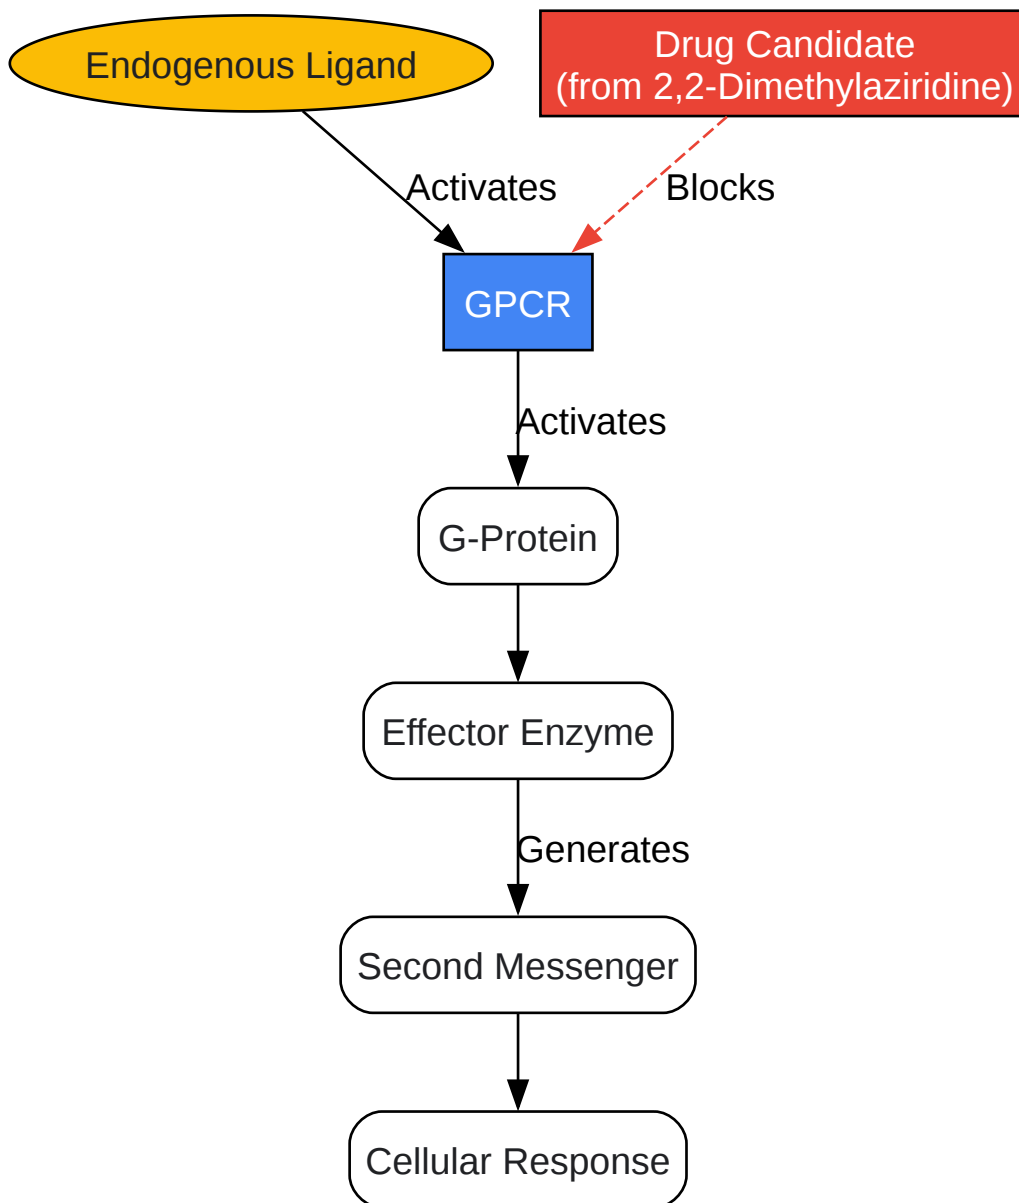 Endogenous Ligand
Drug Candidate
(from 2,2-Dimethylaziridine)
Activates
Blocks
GPCR
Activates
G-Protein
Effector Enzyme
Generates
Second Messenger
Cellular Response